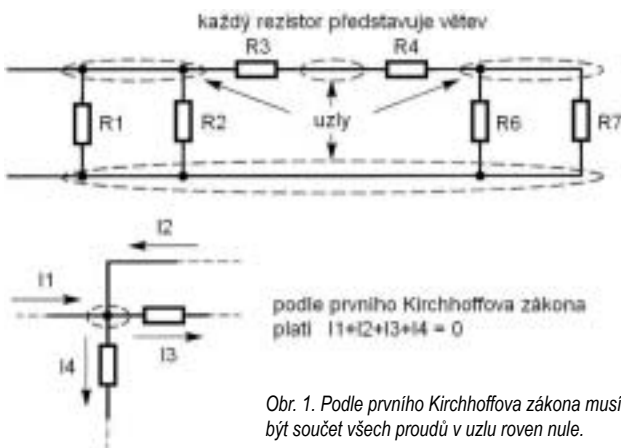 každý rezistor představuje větev
R3 R4
R1 R2 uzly R6 R7
I2
I1
I3
I4
podle prvního Kirchhoffova zákona
platí I1+I2+I3+I4 = 0
Obr. 1. Podle prvního Kirchhoffova zákona musí
být součet všech proudů v uzlu roven nule.